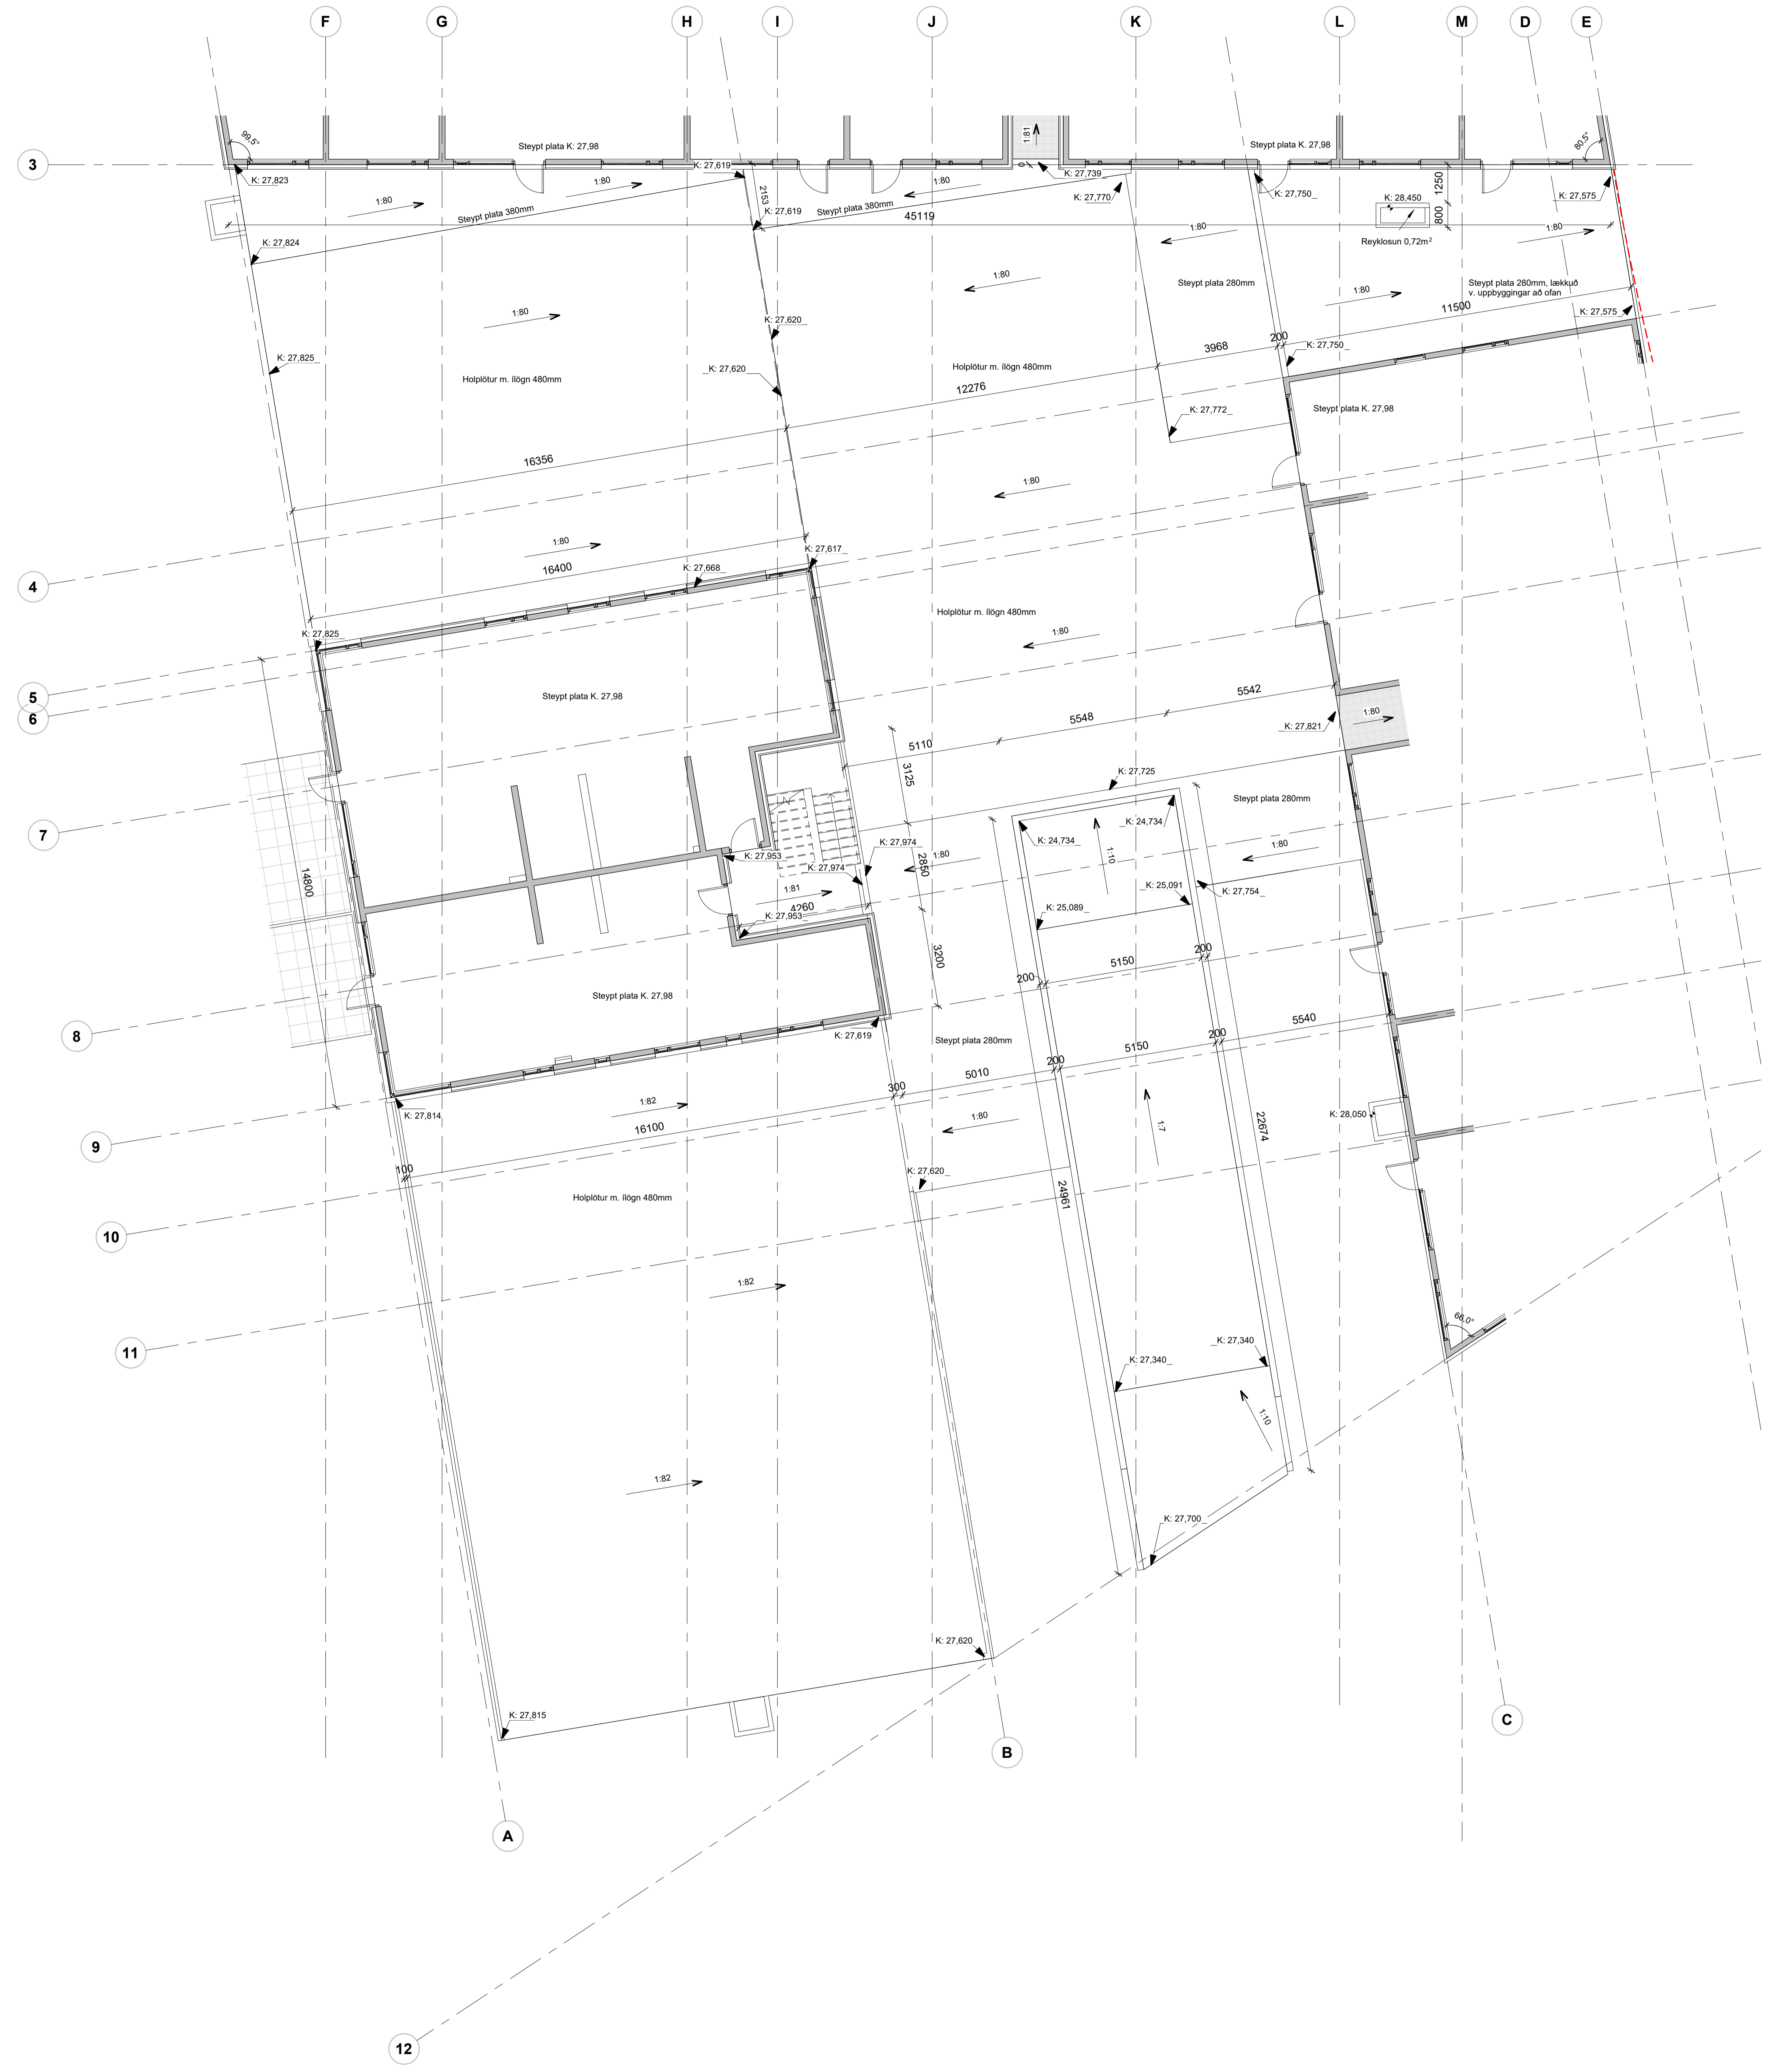 F G H I J K L M D E
99,5°
Steypt plata K: 27,98
1:81
Steypt plata K. 27,98
80,5°
3
K: 27,619
K: 27,739
K: 27,823
1:80
1:80
K: 27,770
K: 27,750
K: 28,450
1250
K: 27,575
1:80
2153
K: 27,619
Steypt plata 380mm
Steypt plata 380mm
45119
800
1:80
1:80
K: 27,824
Reyklosun 0,72m²
1:80
Steypt plata 280mm
Steypt plata 280mm, lækkuð
v. uppbyggingar að ofan
1:80
11500
1:80
K: 27,620
K: 27,575
200
K: 27,825
3968
K: 27,750
K: 27,620
Holplötur m. ílögn 480mm
Holplötur m. ílögn 480mm
12276
K: 27,772
Steypt plata K. 27,98
16356
1:80
1:80
K: 27,617
16400
K: 27,668
4
Holplötur m. ílögn 480mm
K: 27,825
1:80
5
6
Steypt plata K. 27,98
5542
5548
1:80
K: 27,821
5110
3125
K: 27,725
Steypt plata 280mm
7
K: 24,734
K: 24,734
K: 27,974
1:80
1:10
1:80
K: 27,953
K: 27,974
2850
14800
1:81
K: 25,091
K: 27,754
4260
K: 27,953
K: 25,089
3200
200
5150
200
Steypt plata K. 27,98
8
K: 27,619
Steypt plata 280mm
5540
200
5150
200
5010
300
1:82
K: 27,814
1:80
1:7
22674
K: 28,050
16100
9
100
K: 27,620
24961
Holplötur m. ílögn 480mm
10
1:82
66,0°
11
K: 27,340
K: 27,340
1:10
1:82
K: 27,700
K: 27,620
K: 27,815
C
B
A
12